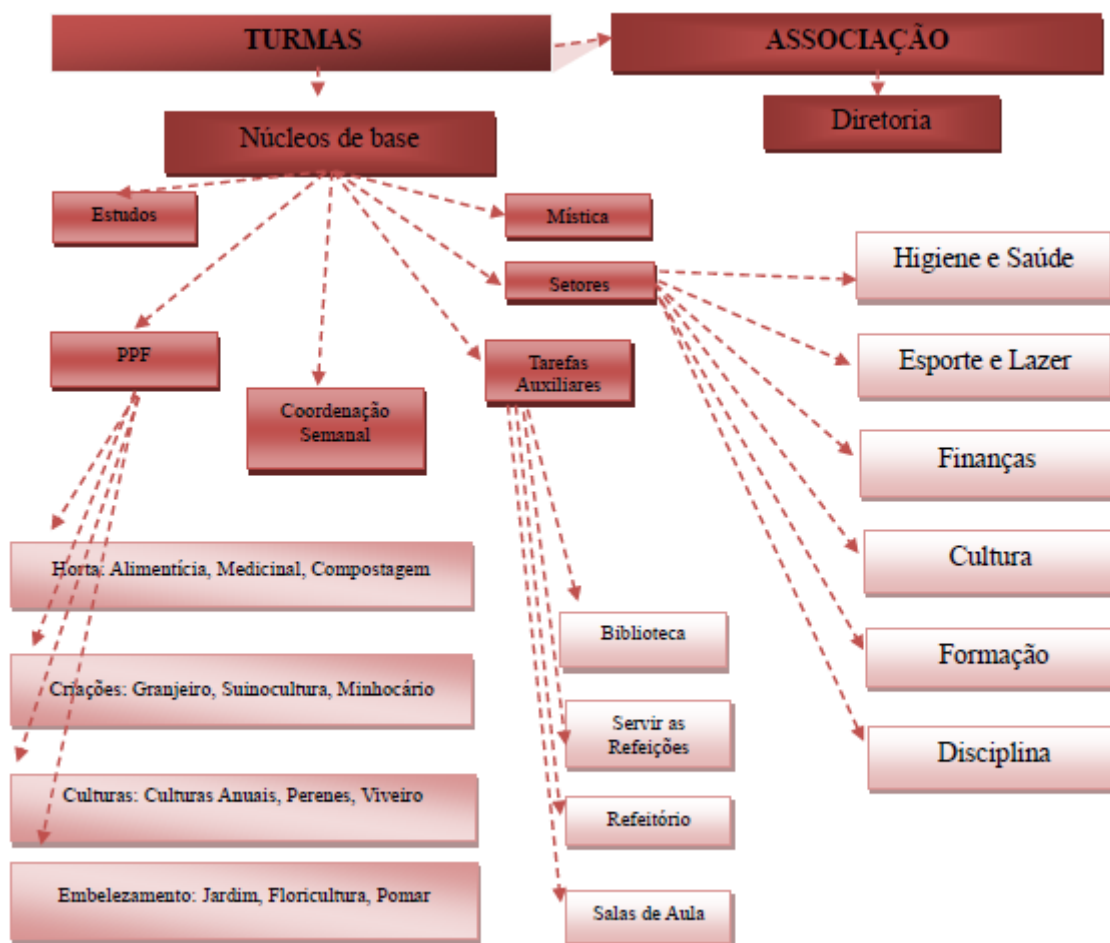 TURMAS
ASSOCIAÇÃO
Diretoria
Núcleos de base
Estudos
Mística
Setores
Higiene e Saúde
PPF
Tarefas
Auxiliares
Esporte e Lazer
Coordenação
Semanal
Finanças
Cultura
Horta: Alimentícia, Medicinal, Compostagem
Biblioteca
Formação
Criações: Granjeiro, Suinocultura, Minhocário
Servir as
Refeições
Disciplina
Culturas: Culturas Anuais, Perenes, Viveiro
Refeitório
Embelezamento: Jardim, Floricultura, Pomar
Salas de Aula